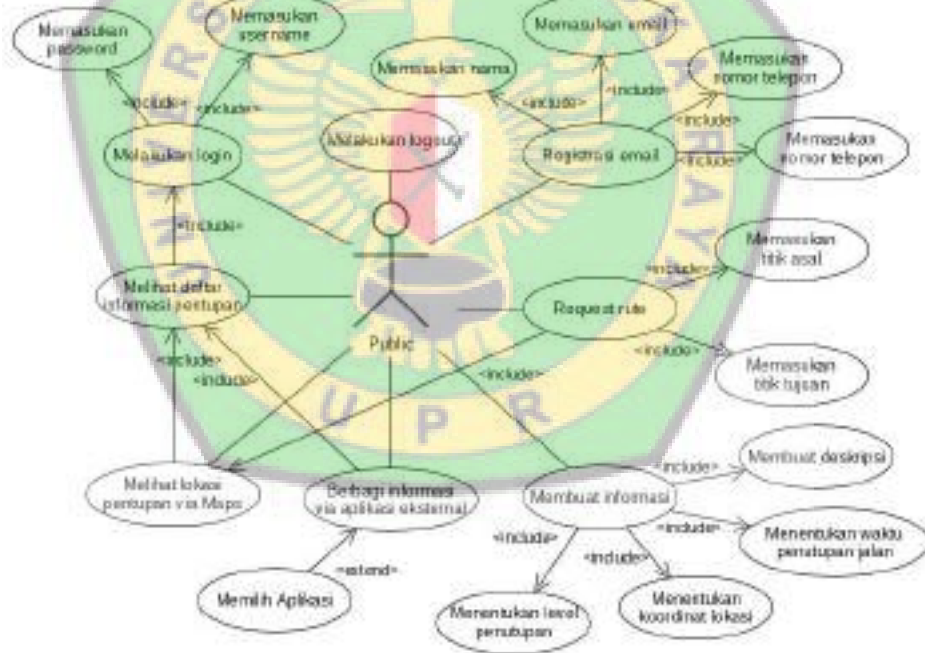 Memasukan
password
Memasukan
username
Memasukan email
Memasukan nama
Memasukan
nomor telepon
<include>
<include>
<include>
<include>
<include>
Melakukan login
Melakukan logout
Registrasi email
<include>
Memasukan
nomor telepon
<include>
Memasukan
titik asal
<include>
Melihat daftar
informasi pentupan
Request rute
Public
<include>
<include>
<include>
<include>
Memasukan
titik tujuan
U P R
Melihat lokasi
pentupan via Maps
Berbagi informasi
via aplikasi eksternal
Membuat informasi
<include>
Membuat deskripsi
<include>
Menentukan waktu
penutupan jalan
<include>
<include>
<extend>
Memilih Aplikasi
Menentukan level
penutupan
Menentukan
koordinat lokasi